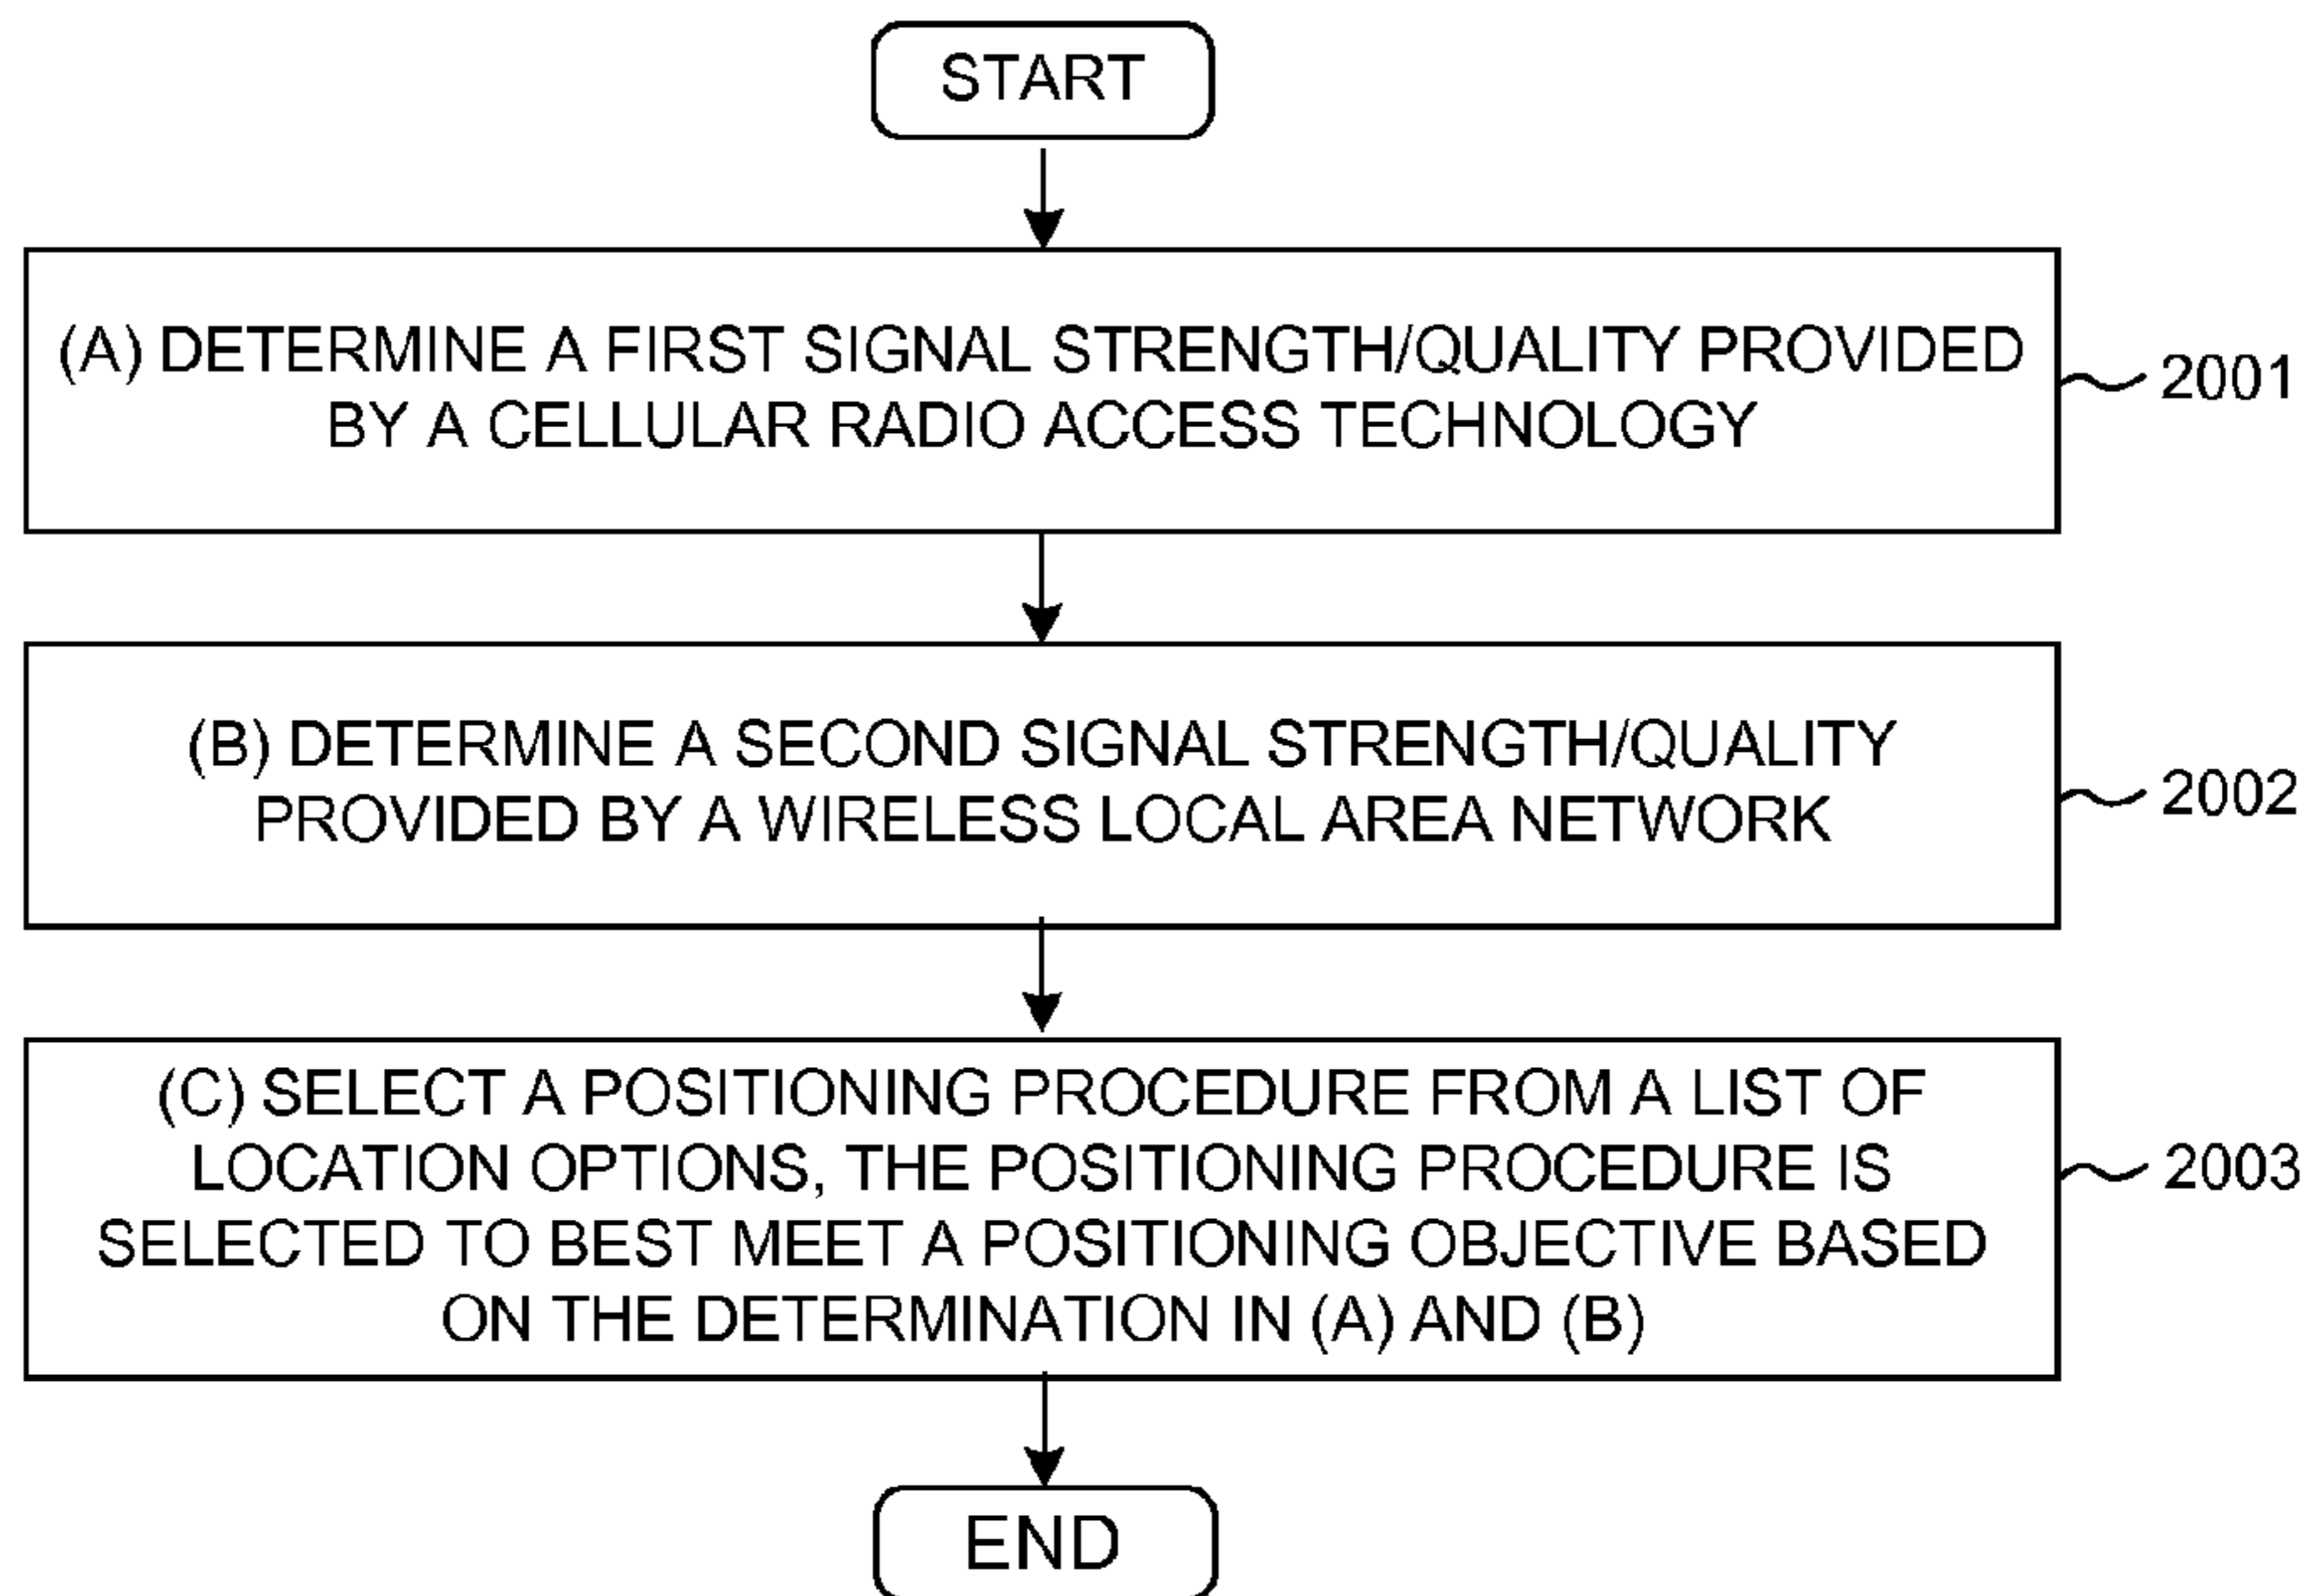 START
(A) DETERMINE A FIRST SIGNAL STRENGTH/QUALITY PROVIDED
BY A CELLULAR RADIO ACCESS TECHNOLOGY
2001
(B) DETERMINE A SECOND SIGNAL STRENGTH/QUALITY
PROVIDED BY A WIRELESS LOCAL AREA NETWORK
2002
(C) SELECT A POSITIONING PROCEDURE FROM A LIST OF
LOCATION OPTIONS, THE POSITIONING PROCEDURE IS
SELECTED TO BEST MEET A POSITIONING OBJECTIVE BASED
ON THE DETERMINATION IN (A) AND (B)
2003
END